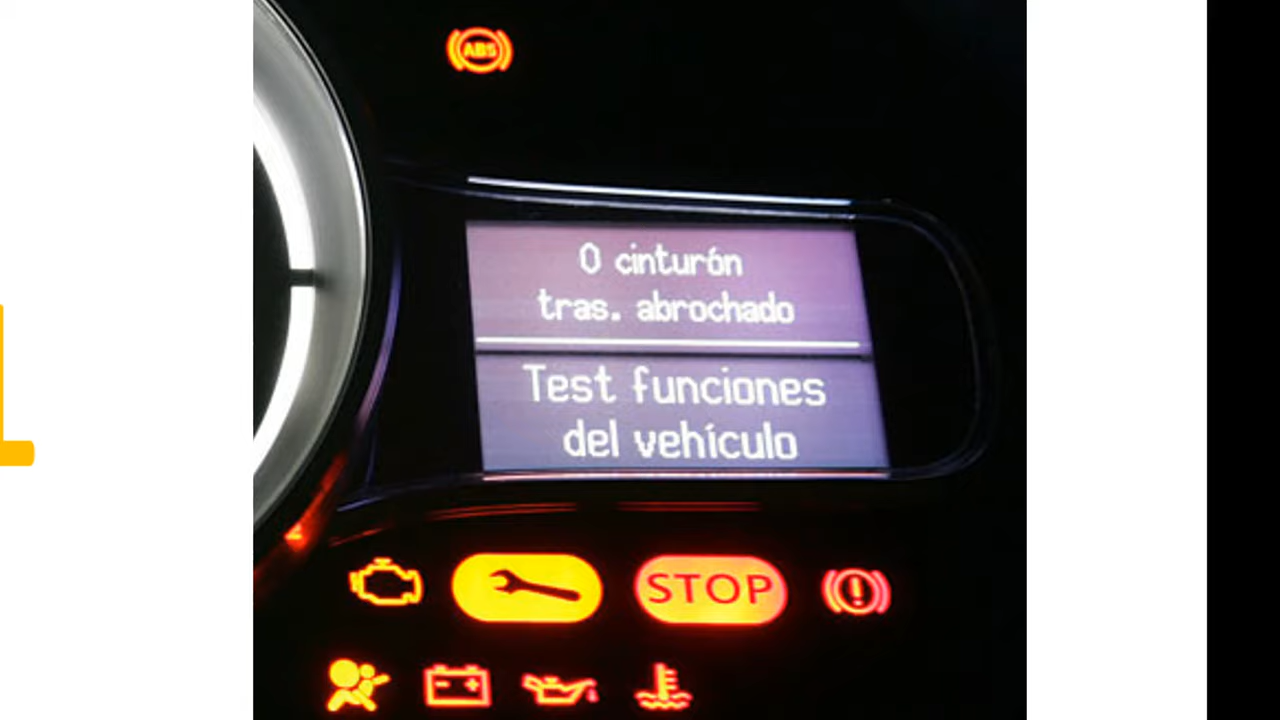 ABS
0 cinturón
tras. abrochado
Test funciones
del vehículo
STOP